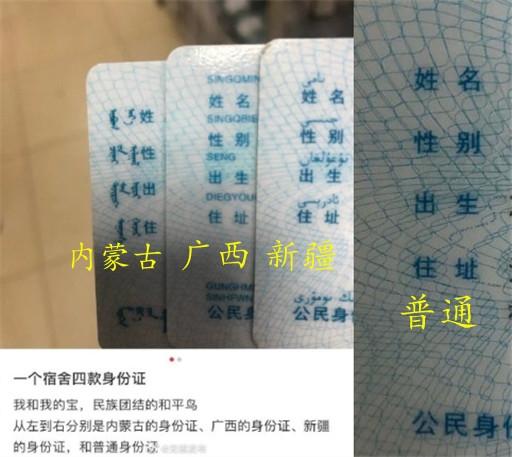 姓
性
出
住
SINGQMIN
姓 名
SINGQBIE
性 别
SENG
出 生
DIEGYOU
住 址
GUNGHM
SINHFWN
公民身
姓 名
性 别
出 生
住 址
公民身
姓 名
性 别
出 生
住 址
公民身份
内蒙古 广西 新疆
普通
一个宿舍四款身份证
我和我的宝，民族团结的和平鸟
从左到右分别是内蒙古的身份证、广西的身份证、新疆
的身份证，和普通身份证